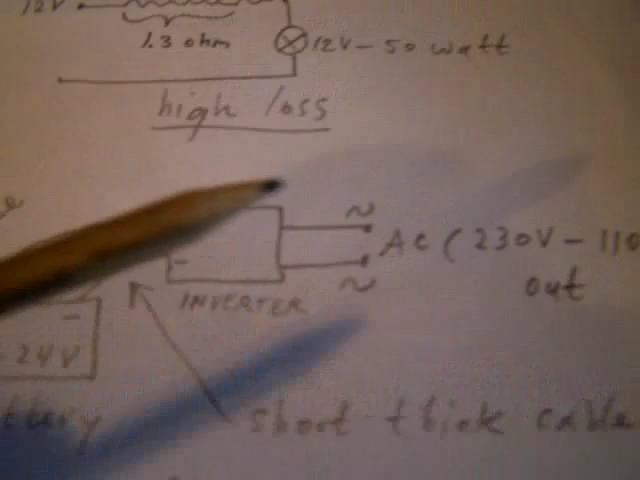 12V
1.3 ohm
12V - 50 watt
high loss
~
AC (230V - 110
~
out
-
INVERTER
-
24V
short thick cable